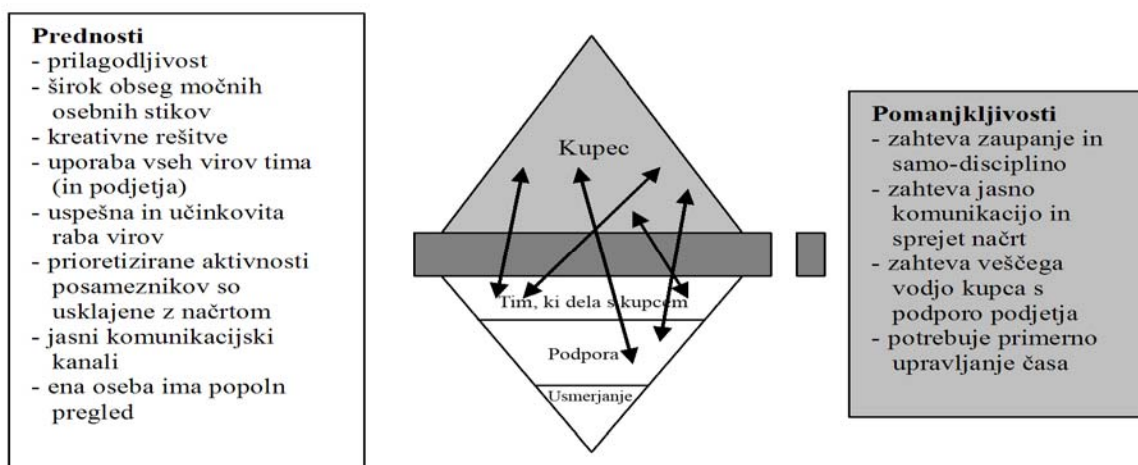 Prednosti
- prilagodljivost
- širok obseg močnih
osebnih stikov
- kreativne rešitve
- uporaba vseh virov tima
(in podjetja)
- uspešna in učinkovita
raba virov
- prioretizirane aktivnosti
posameznikov so
usklajene z načrtom
- jasni komunikacijski
kanali
- ena oseba ima popoln
pregled
Kupec
Tim, ki dela s kupcem
Podpora
Usmerjanje
Pomanjkljivosti
- zahteva zaupanje in
samo-disciplino
- zahteva jasno
komunikacijo in
sprejet načrt
- zahteva veščega
vodjo kupca s
podporo podjetja
- potrebuje primerno
upravljanje časa